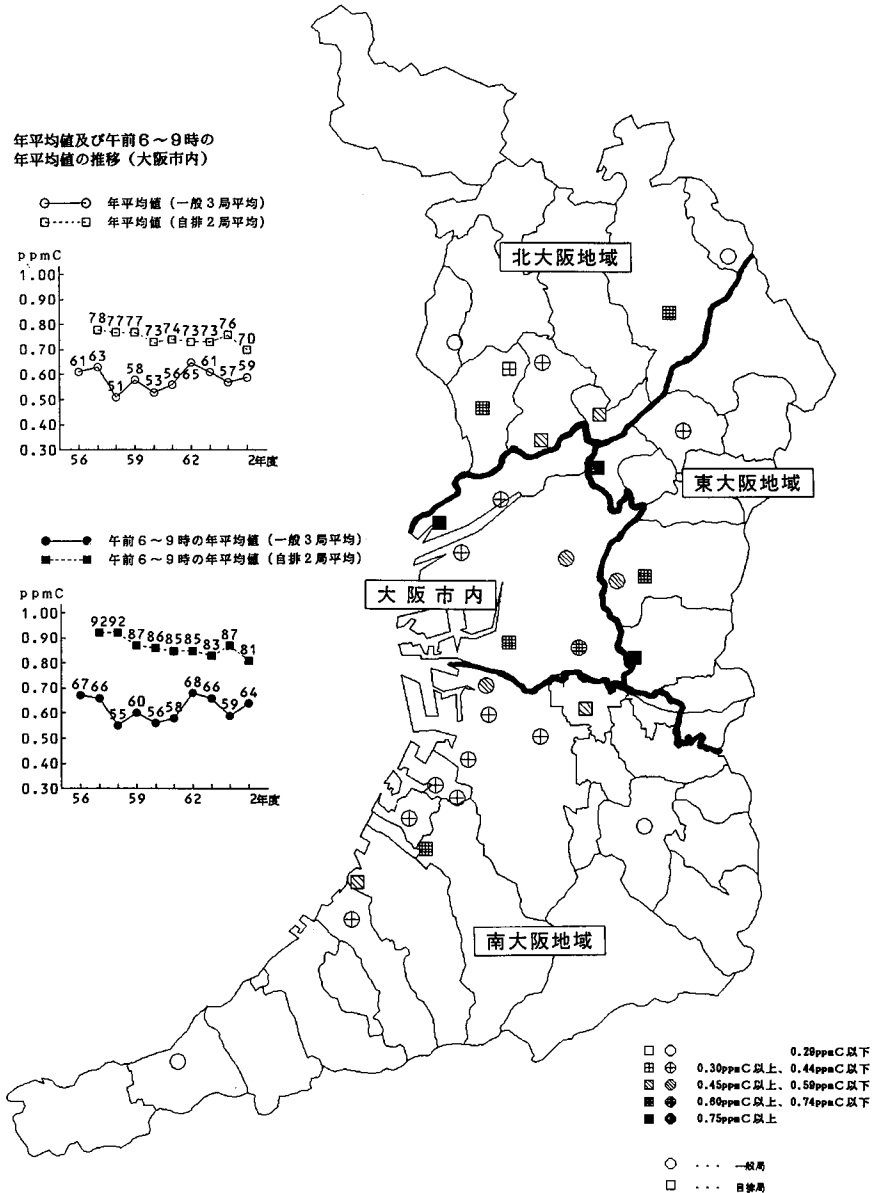 年平均値及び午前6～9時の
年平均値の推移（大阪市内）
年平均値（一般3局平均）
年平均値（自排2局平均）
ppmC
1.00
0.90
0.80
0.70
0.60
0.50
0.40
0.30
78 77 77 73 74 73 73 76 70
61 63 51 58 53 56 65 61 57 59
56 59 62 2年度
午前6～9時の年平均値（一般3局平均）
午前6～9時の年平均値（自排2局平均）
ppmC
1.00
0.90
0.80
0.70
0.60
0.50
0.40
0.30
92 92 87 86 85 85 83 87 81
67 66 55 60 56 58 68 66 59 64
56 59 62 2年度
北大阪地域
東大阪地域
大阪市内
南大阪地域
0.29ppmC以下
0.30ppmC以上、0.44ppmC以下
0.45ppmC以上、0.59ppmC以下
0.60ppmC以上、0.74ppmC以下
0.75ppmC以上
･･･ 一般局
･･･ 自排局